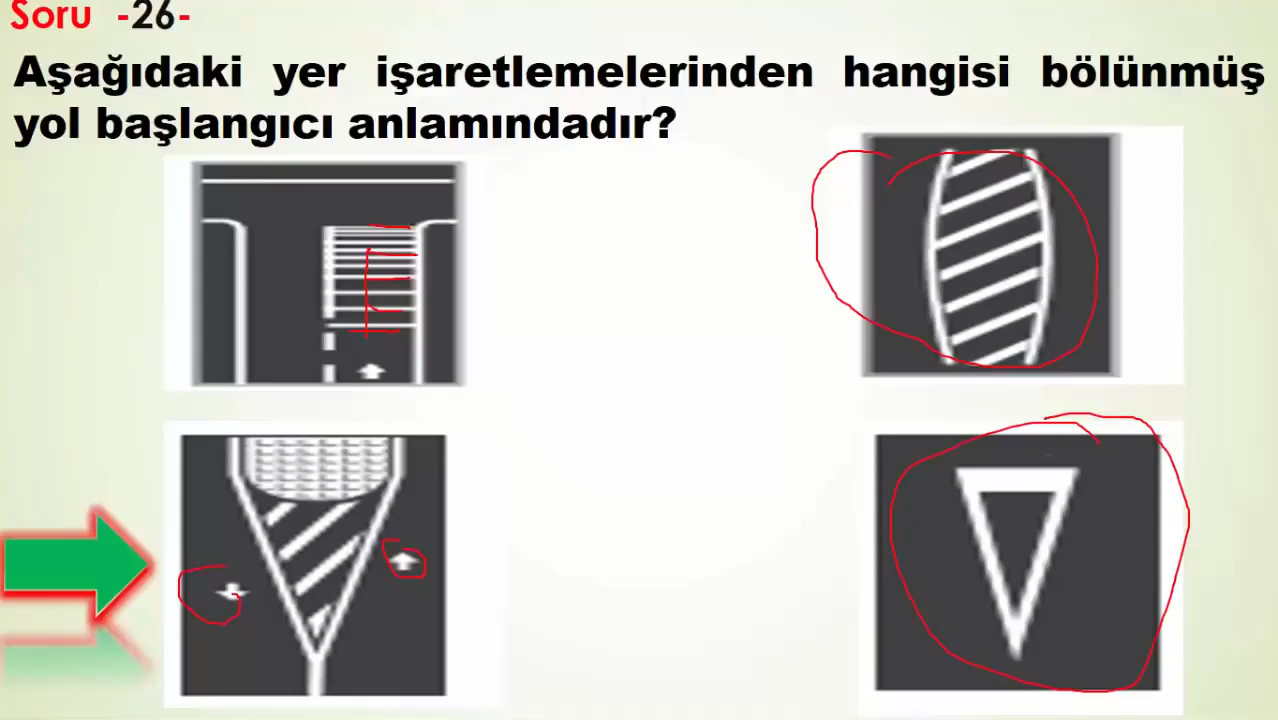 Soru -26-
Aşağıdaki yer işaretlemelerinden hangisi bölünmüş
yol başlangıcı anlamındadır?